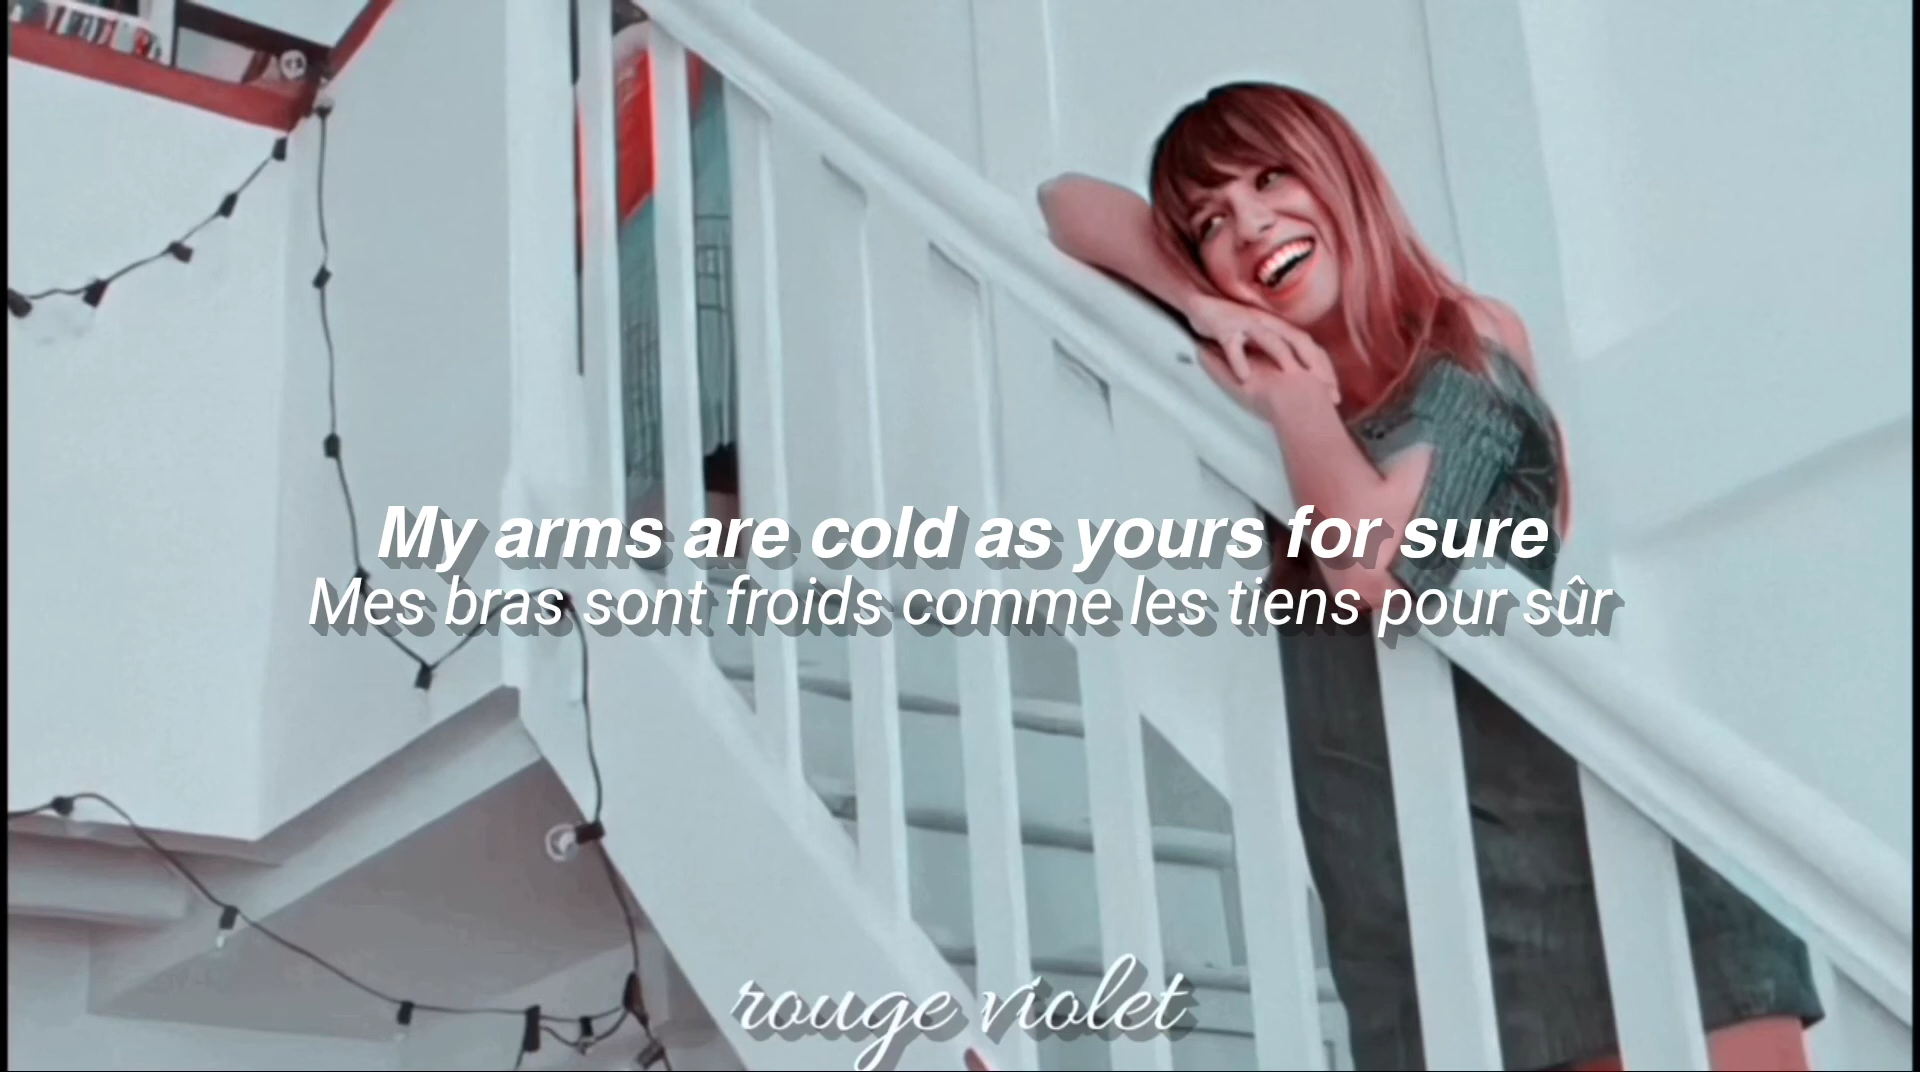 My arms are cold as yours for sure
Mes bras sont froids comme les tiens pour sûr
rouge violet